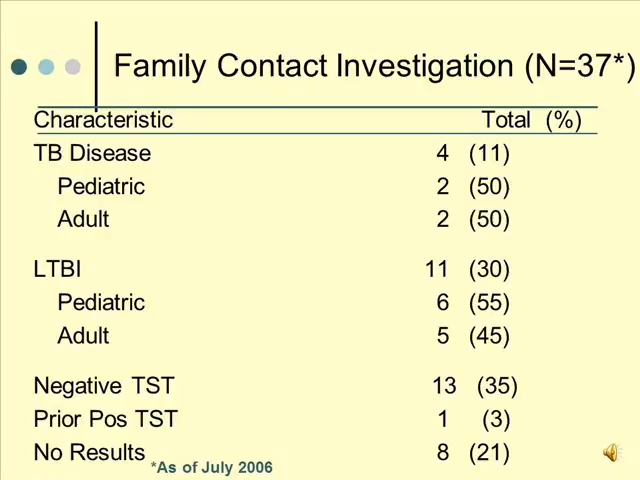 Family Contact Investigation (N=37*)
Characteristic Total (%)
TB Disease 4 (11)
Pediatric 2 (50)
Adult 2 (50)
LTBI 11 (30)
Pediatric 6 (55)
Adult 5 (45)
Negative TST 13 (35)
Prior Pos TST 1 (3)
No Results 8 (21)
*As of July 2006